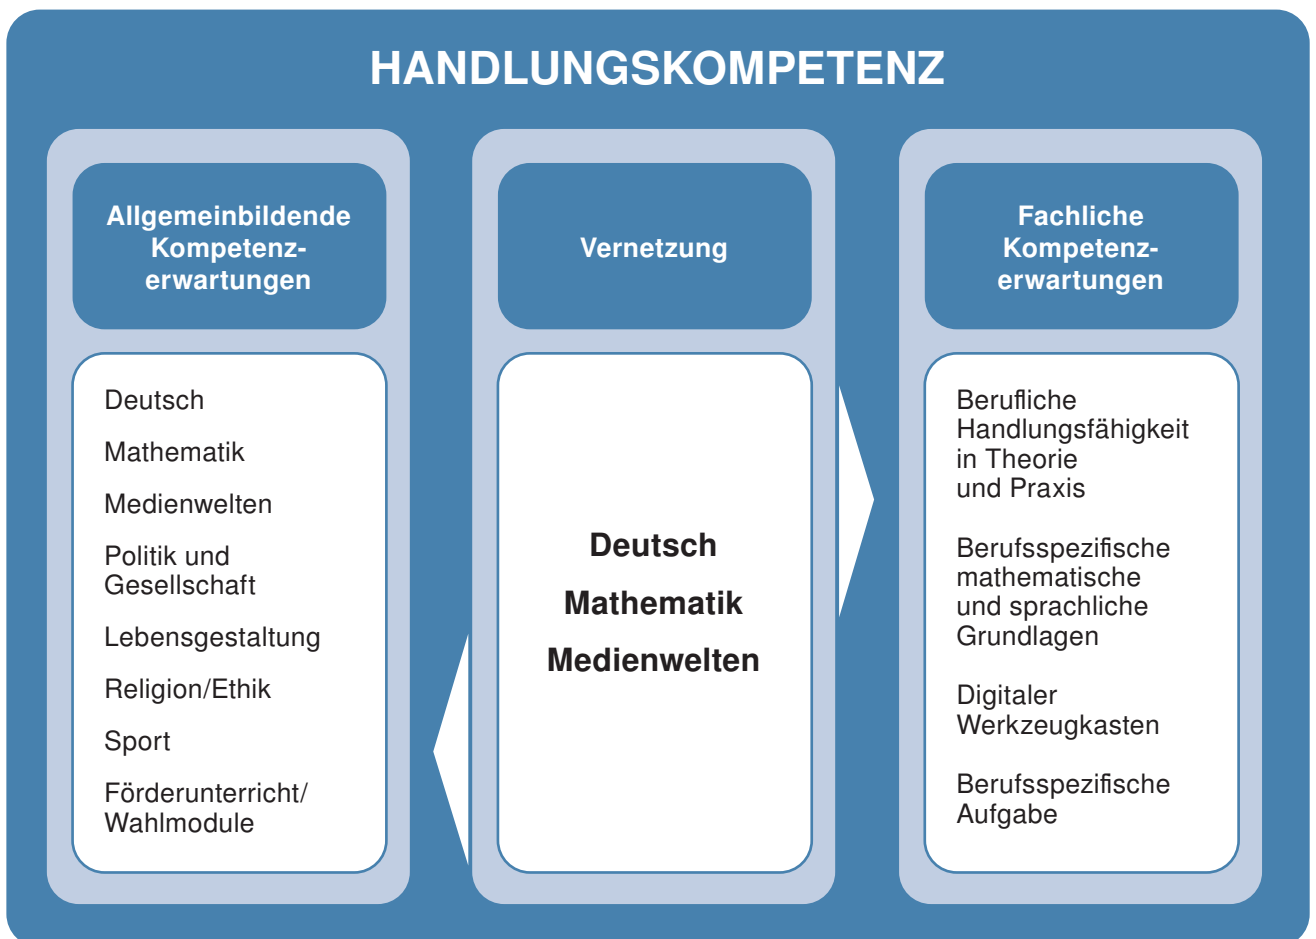 HANDLUNGSKOMPETENZ
Allgemeinbildende
Kompetenz-
erwartungen
Deutsch
Mathematik
Medienwelten
Politik und
Gesellschaft
Lebensgestaltung
Religion/Ethik
Sport
Förderunterricht/
Wahlmodule
Vernetzung
Deutsch
Mathematik
Medienwelten
Fachliche
Kompetenz-
erwartungen
Berufliche
Handlungsfähigkeit
in Theorie
und Praxis
Berufsspezifische
mathematische
und sprachliche
Grundlagen
Digitaler
Werkzeugkasten
Berufsspezifische
Aufgabe